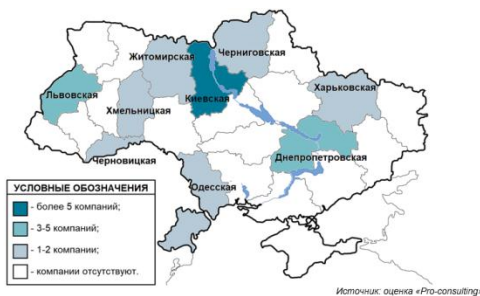 Черниговская
Житомирская
Харьковская
Львовская
Киевская
Хмельницкая
Черновицкая
Днепропетровская
Одесская
УСЛОВНЫЕ ОБОЗНАЧЕНИЯ
- более 5 компаний;
- 3-5 компаний;
- 1-2 компании;
- компании отсутствуют.
Источник: оценка «Pro-consulting»